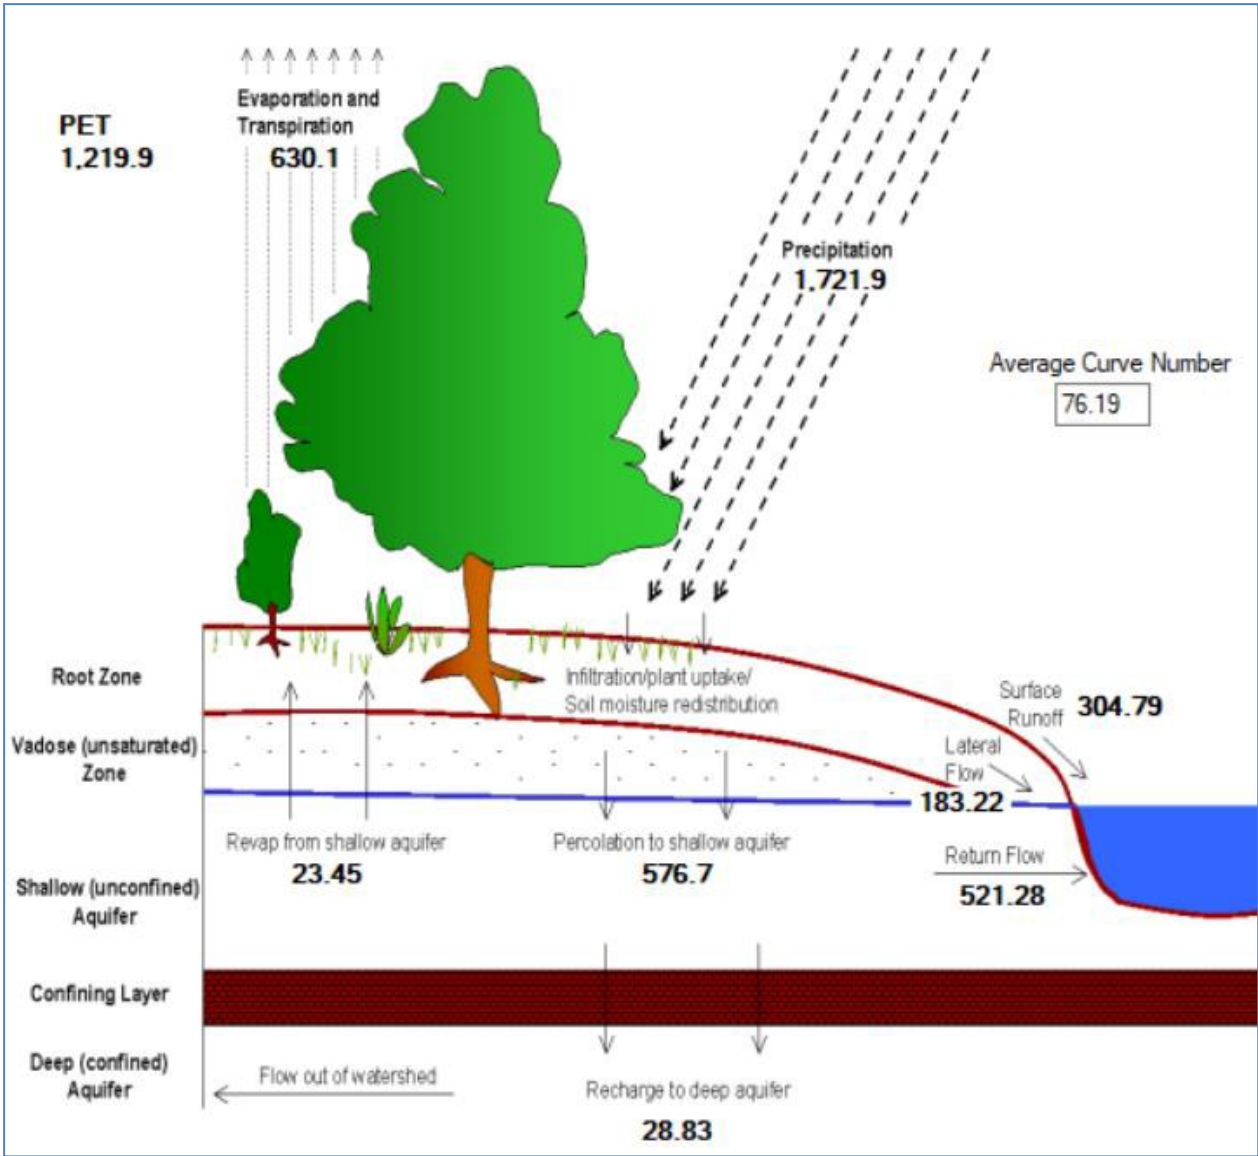 PET
1,219.9
Evaporation and
Transpiration
630.1
Precipitation
1,721.9
Average Curve Number
76.19
Root Zone
Infiltration/plant uptake/
Soil moisture redistribution
Surface
Runoff
304.79
Vadose (unsaturated)
Zone
Lateral
Flow
183.22
Revap from shallow aquifer
23.45
Percolation to shallow aquifer
576.7
Return Flow
521.28
Shallow (unconfined)
Aquifer
Confining Layer
Deep (confined)
Aquifer
Flow out of watershed
Recharge to deep aquifer
28.83